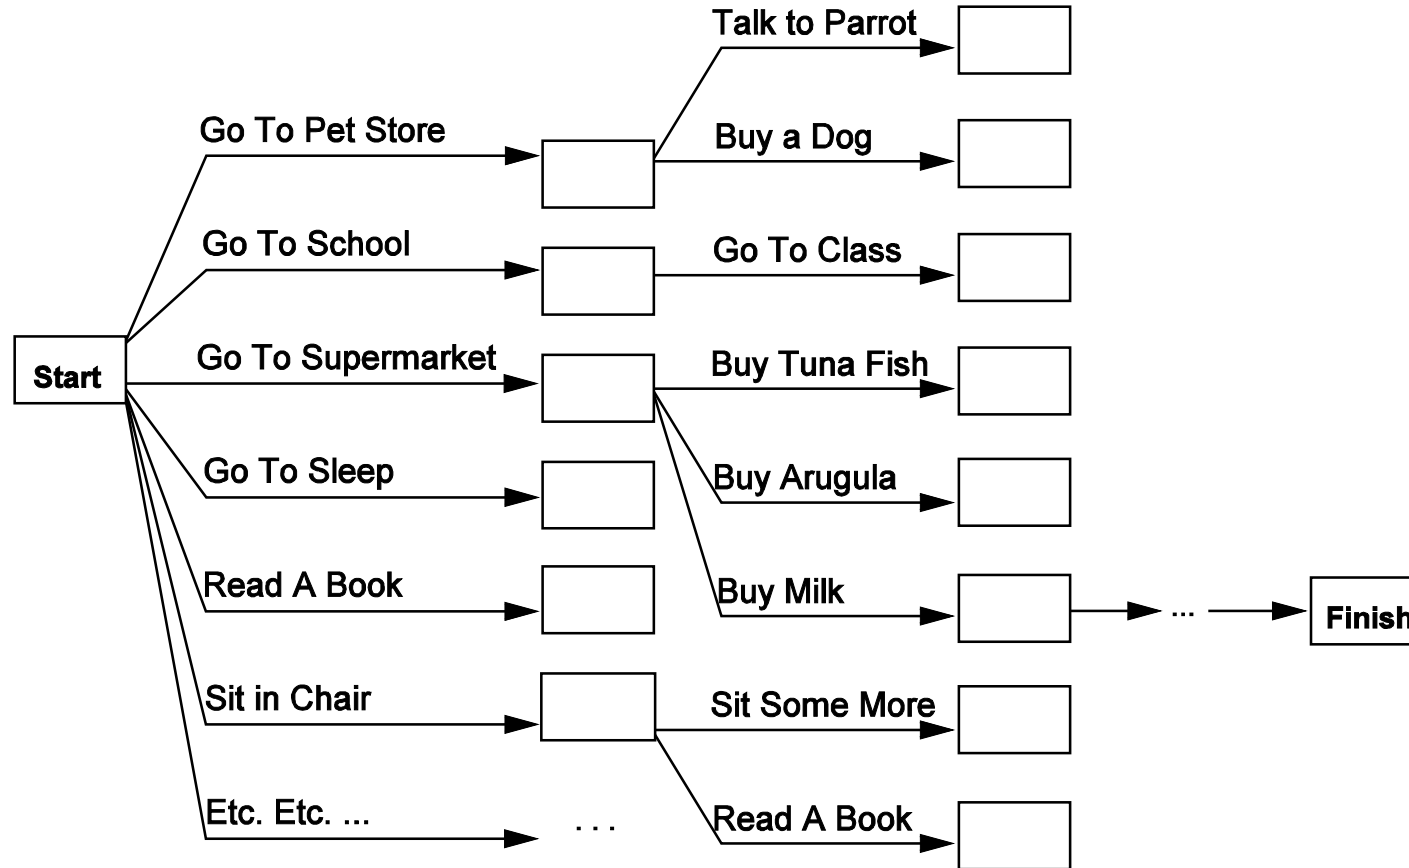 Talk to Parrot
Go To Pet Store
Buy a Dog
Go To School
Go To Class
Start
Go To Supermarket
Buy Tuna Fish
Go To Sleep
Buy Arugula
Read A Book
Buy Milk
...
Finish
Sit in Chair
Sit Some More
Etc. Etc. ...
. . .
Read A Book